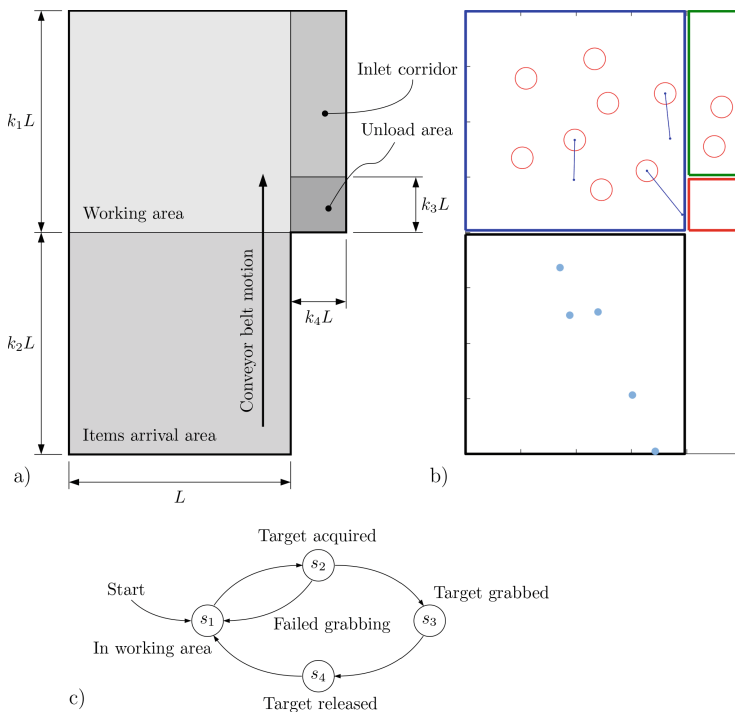 a)
k₁L
Inlet corridor
Unload area
k₃L
Working area
k₂L
Conveyor belt motion
k₄L
Items arrival area
L
b)
Target acquired
s₂
Start
Target grabbed
s₁
Failed grabbing
s₃
In working area
s₄
Target released
c)